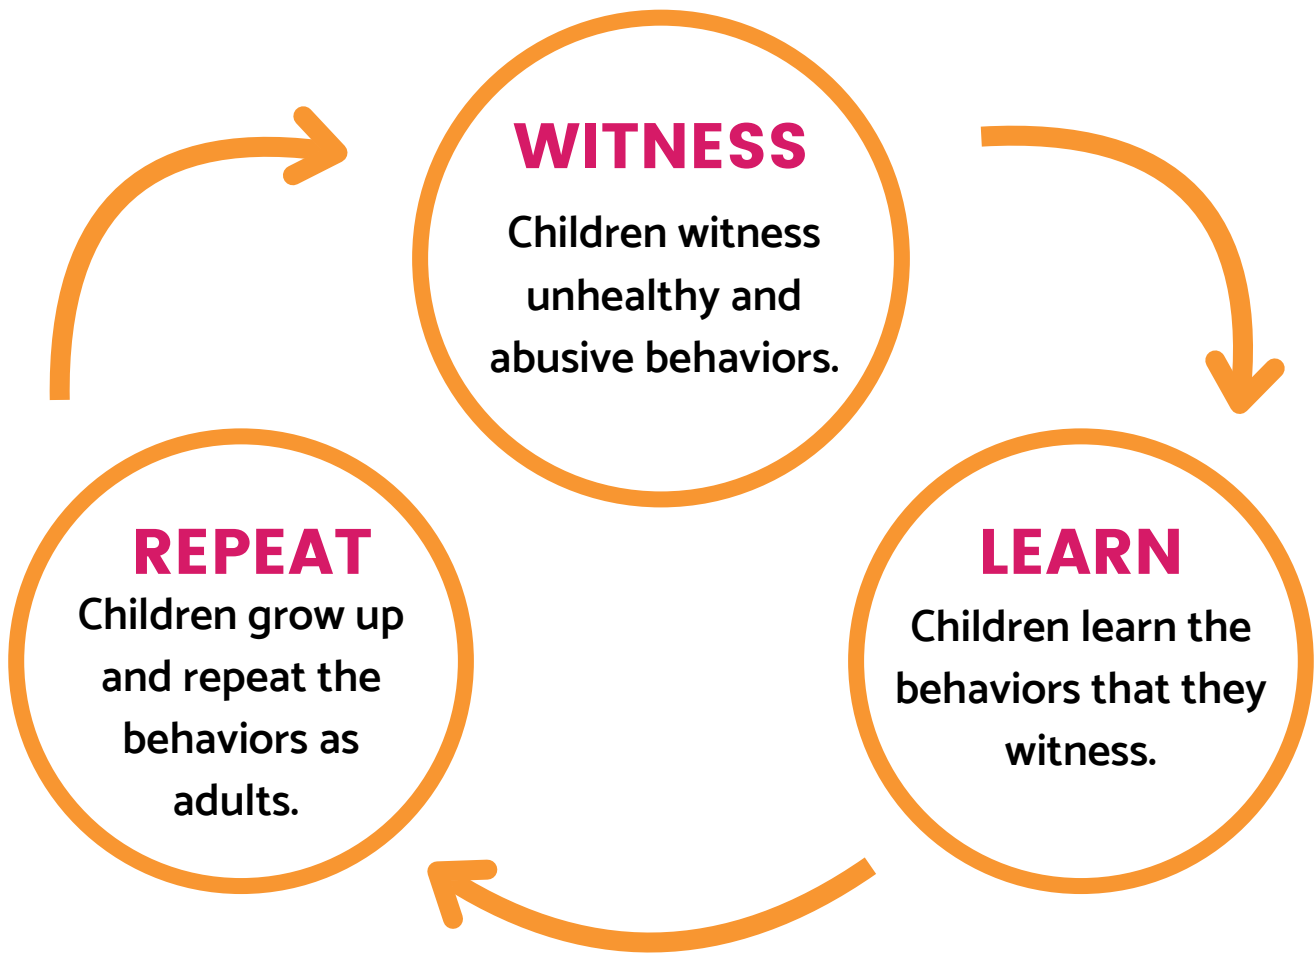 WITNESS
Children witness
unhealthy and
abusive behaviors.
LEARN
Children learn the
behaviors that they
witness.
REPEAT
Children grow up
and repeat the
behaviors as
adults.